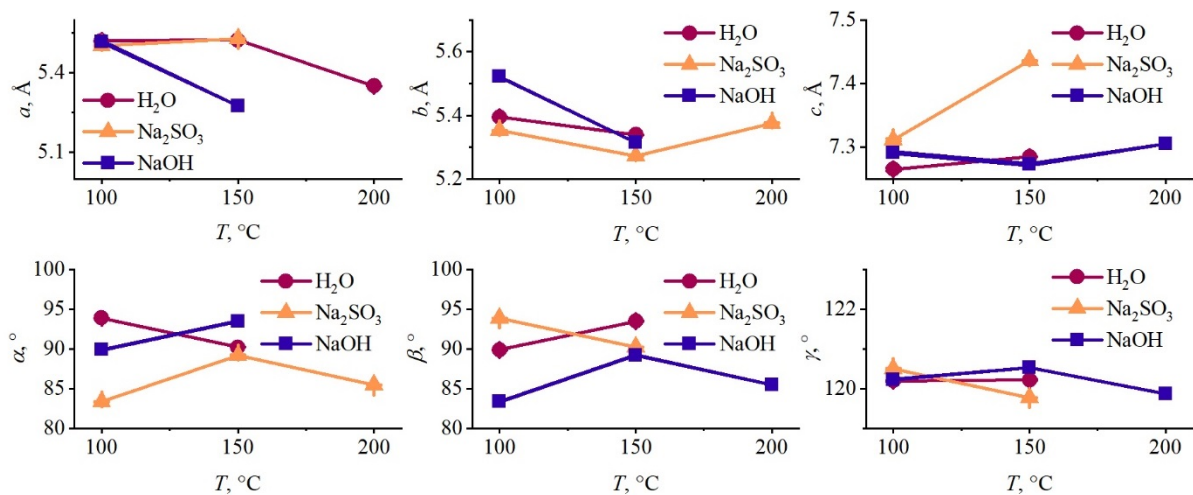 a, Å
5.4
5.1
H₂O
Na₂SO₃
NaOH
100 150 200
T, °C
b, Å
5.6
5.4
5.2
H₂O
Na₂SO₃
NaOH
100 150 200
T, °C
c, Å
7.5
7.4
7.3
H₂O
Na₂SO₃
NaOH
100 150 200
T, °C
α,°
100
95
90
85
80
H₂O
Na₂SO₃
NaOH
100 150 200
T, °C
β,°
100
95
90
85
80
H₂O
Na₂SO₃
NaOH
100 150 200
T, °C
γ,°
122
120
H₂O
Na₂SO₃
NaOH
100 150 200
T, °C